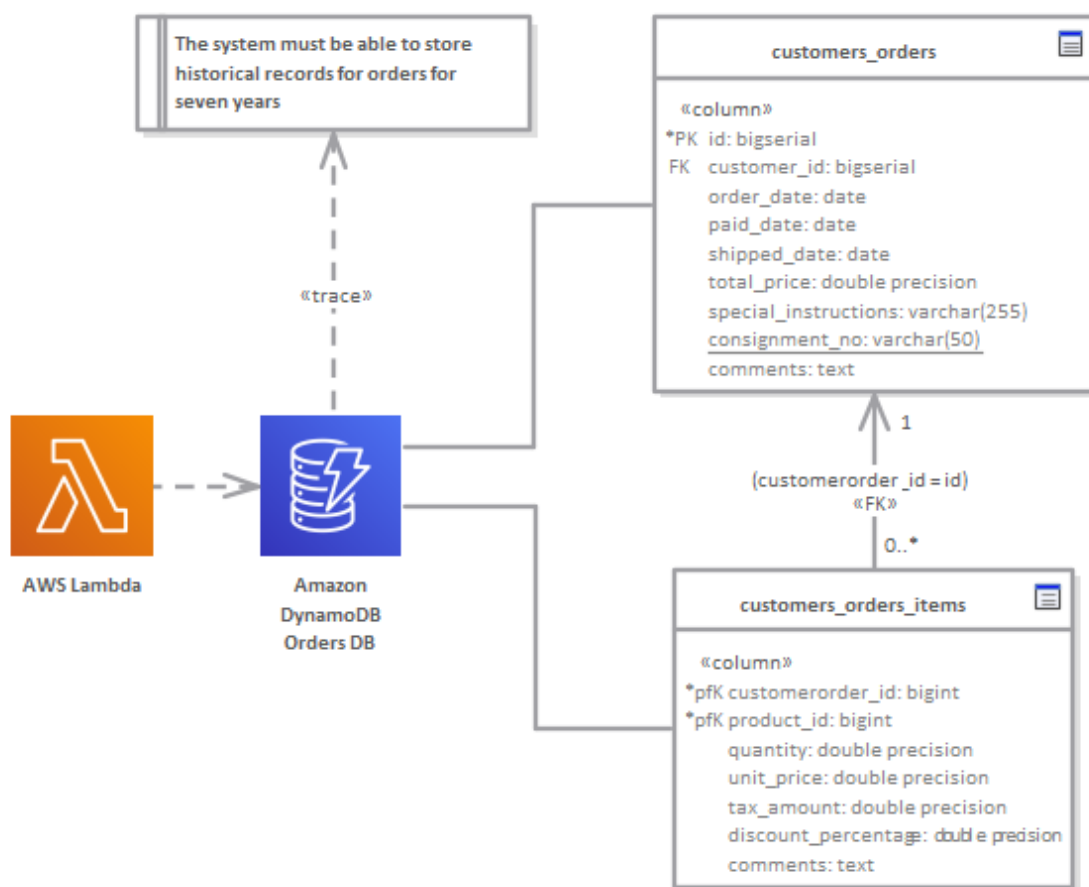 The system must be able to store
historical records for orders for
seven years
customers_orders
«column»
*PK id: bigserial
FK customer_id: bigserial
order_date: date
paid_date: date
shipped_date: date
total_price: double precision
special_instructions: varchar(255)
consignment_no: varchar(50)
comments: text
«trace»
1
(customerorder_id = id)
«FK»
0..*
AWS Lambda
Amazon
DynamoDB
Orders DB
customers_orders_items
«column»
*pfK customerorder_id: bigint
*pfK product_id: bigint
quantity: double precision
unit_price: double precision
tax_amount: double precision
discount_percentage: double precision
comments: text